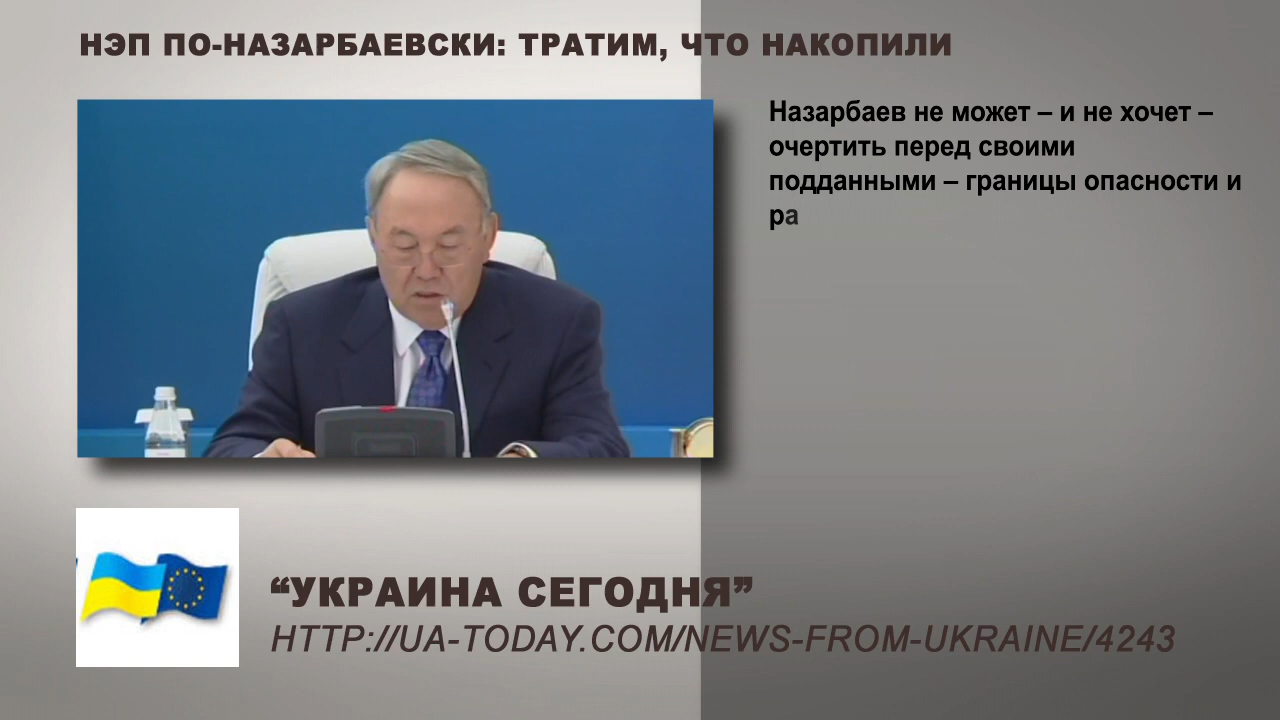 НЭП ПО-НАЗАРБАЕВСКИ: ТРАТИМ, ЧТО НАКОПИЛИ
Назарбаев не может – и не хочет –
очертить перед своими
подданными – границы опасности и
ра
“УКРАИНА СЕГОДНЯ”
HTTP://UA-TODAY.COM/NEWS-FROM-UKRAINE/4243